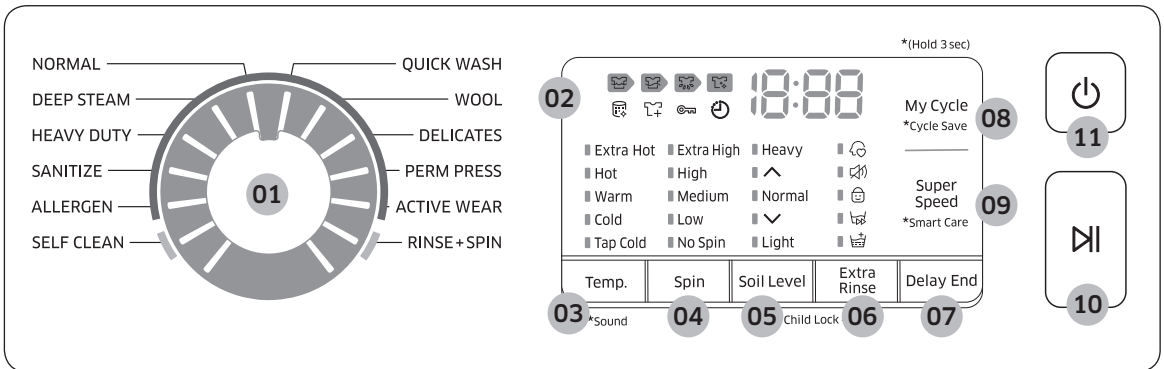 *(Hold 3 sec)
NORMAL
QUICK WASH
DEEP STEAM
WOOL
HEAVY DUTY
DELICATES
SANITIZE
PERM PRESS
ALLERGEN
ACTIVE WEAR
SELF CLEAN
RINSE+SPIN
01
02
18:88
My Cycle
*Cycle Save
08
Extra Hot
Extra High
Heavy
Hot
High
Warm
Medium
Normal
Cold
Low
Tap Cold
No Spin
Light
Super
Speed
*Smart Care
09
Temp.
Spin
Soil Level
Extra
Rinse
Delay End
03
*Sound
04
05
Child Lock
06
07
11
10